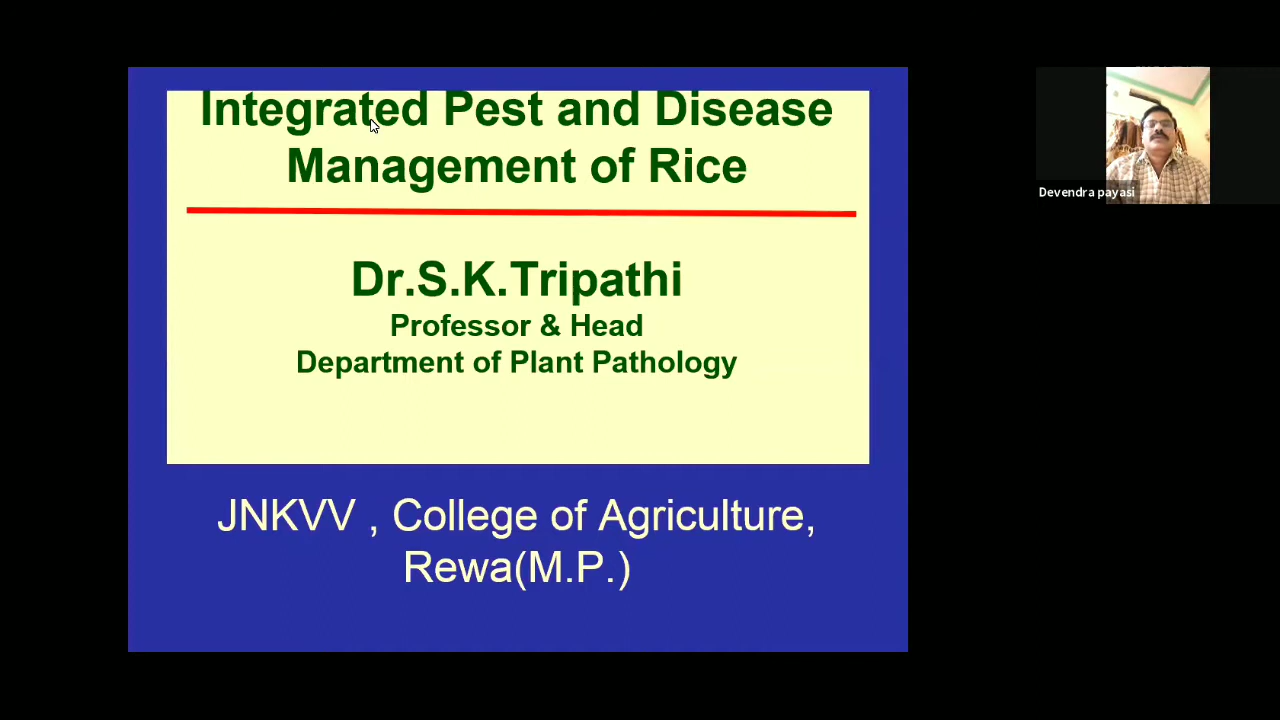 Integrated Pest and Disease
Management of Rice
Dr.S.K.Tripathi
Professor & Head
Department of Plant Pathology
JNKVV , College of Agriculture,
Rewa(M.P.)
Devendra payasi